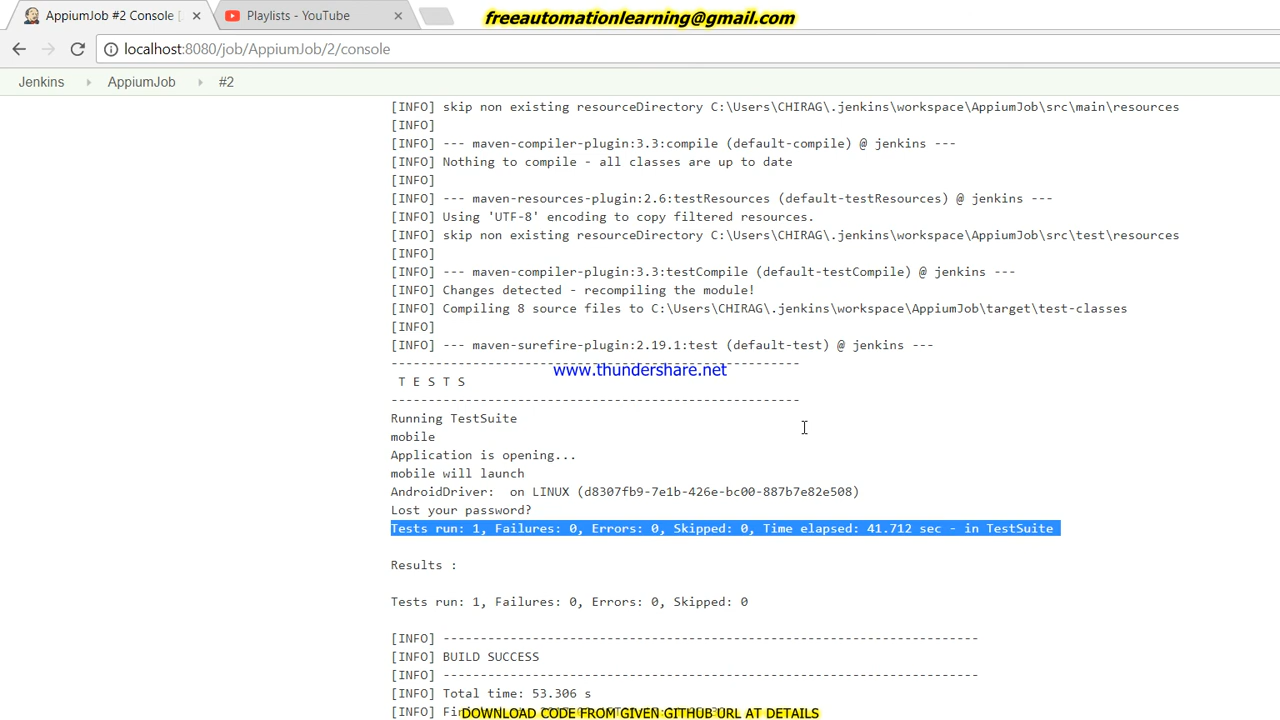 AppiumJob #2 Console [
Playlists - YouTube
freeautomationlearning@gmail.com
localhost:8080/job/AppiumJob/2/console
Jenkins
AppiumJob
#2
[INFO] skip non existing resourceDirectory C:\Users\CHIRAG\.jenkins\workspace\AppiumJob\src\main\resources
[INFO]
[INFO] --- maven-compiler-plugin:3.3:compile (default-compile) @ jenkins ---
[INFO] Nothing to compile - all classes are up to date
[INFO]
[INFO] --- maven-resources-plugin:2.6:testResources (default-testResources) @ jenkins ---
[INFO] Using 'UTF-8' encoding to copy filtered resources.
[INFO] skip non existing resourceDirectory C:\Users\CHIRAG\.jenkins\workspace\AppiumJob\src\test\resources
[INFO]
[INFO] --- maven-compiler-plugin:3.3:testCompile (default-testCompile) @ jenkins ---
[INFO] Changes detected - recompiling the module!
[INFO] Compiling 8 source files to C:\Users\CHIRAG\.jenkins\workspace\AppiumJob\target\test-classes
[INFO]
[INFO] --- maven-surefire-plugin:2.19.1:test (default-test) @ jenkins ---
-------------------------------------------------------
www.thundershare.net
T E S T S
-------------------------------------------------------
Running TestSuite
mobile
Application is opening...
mobile will launch
AndroidDriver:  on LINUX (d8307fb9-7e1b-426e-bc00-887b7e82e508)
Lost your password?
Tests run: 1, Failures: 0, Errors: 0, Skipped: 0, Time elapsed: 41.712 sec - in TestSuite
Results :
Tests run: 1, Failures: 0, Errors: 0, Skipped: 0
[INFO] ------------------------------------------------------------------------
[INFO] BUILD SUCCESS
[INFO] ------------------------------------------------------------------------
[INFO] Total time: 53.306 s
[INFO]
DOWNLOAD CODE FROM GIVEN GITHUB URL AT DETAILS